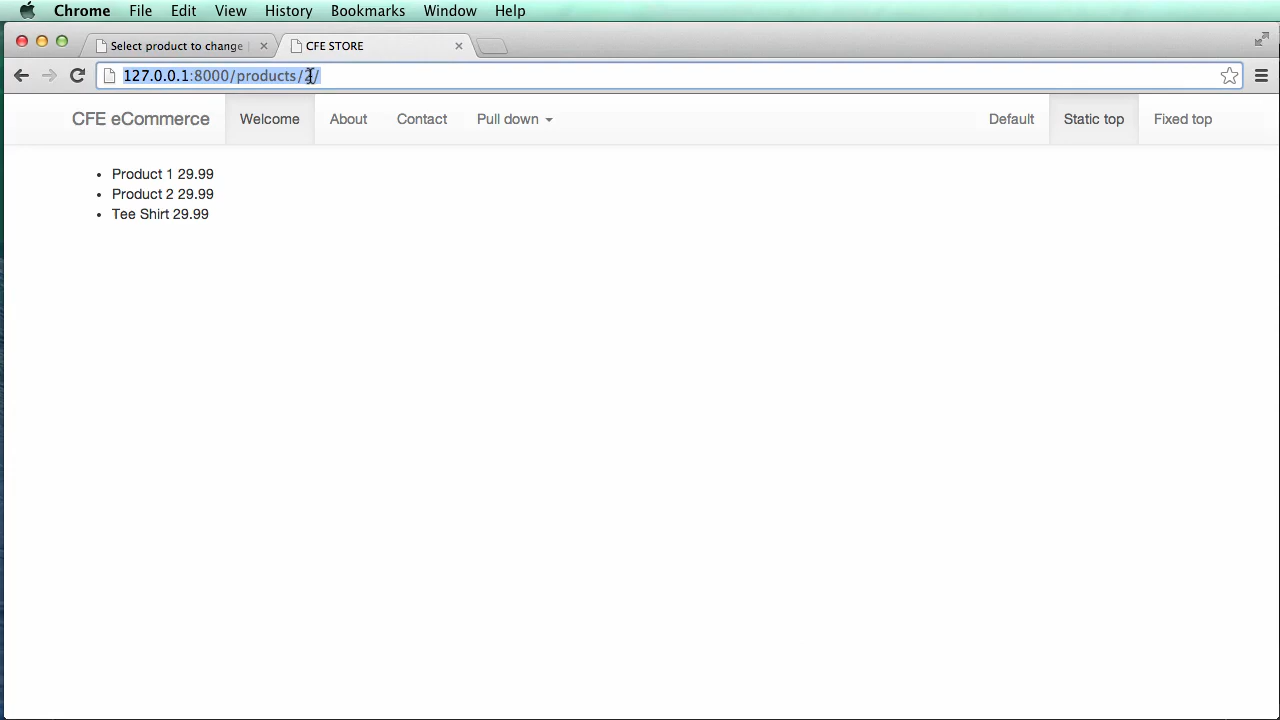 Chrome File Edit View History Bookmarks Window Help
Select product to change CFE STORE
127.0.0.1:8000/products/
CFE eCommerce Welcome About Contact Pull down Default Static top Fixed top
• Product 1 29.99
• Product 2 29.99
• Tee Shirt 29.99